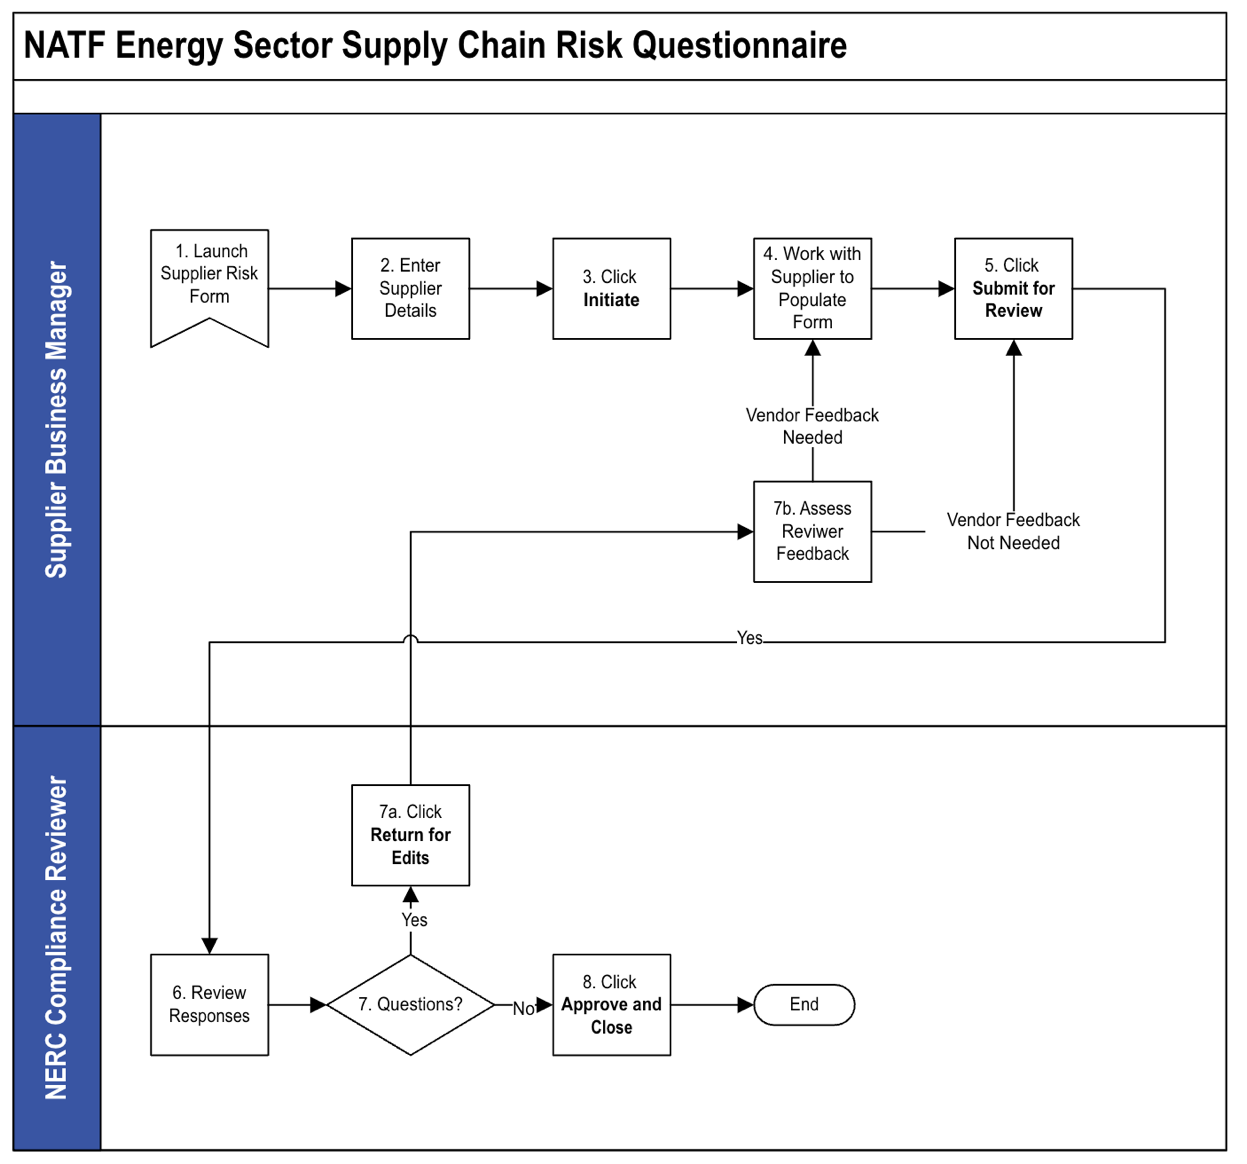 NATF Energy Sector Supply Chain Risk Questionnaire
Supplier Business Manager
1. Launch
Supplier Risk
Form
2. Enter
Supplier
Details
3. Click
Initiate
4. Work with
Supplier to
Populate
Form
5. Click
Submit for
Review
Vendor Feedback
Needed
7b. Assess
Reviwer
Feedback
Vendor Feedback
Not Needed
Yes
NERC Compliance Reviewer
7a. Click
Return for
Edits
Yes
6. Review
Responses
7. Questions?
No
8. Click
Approve and
Close
End